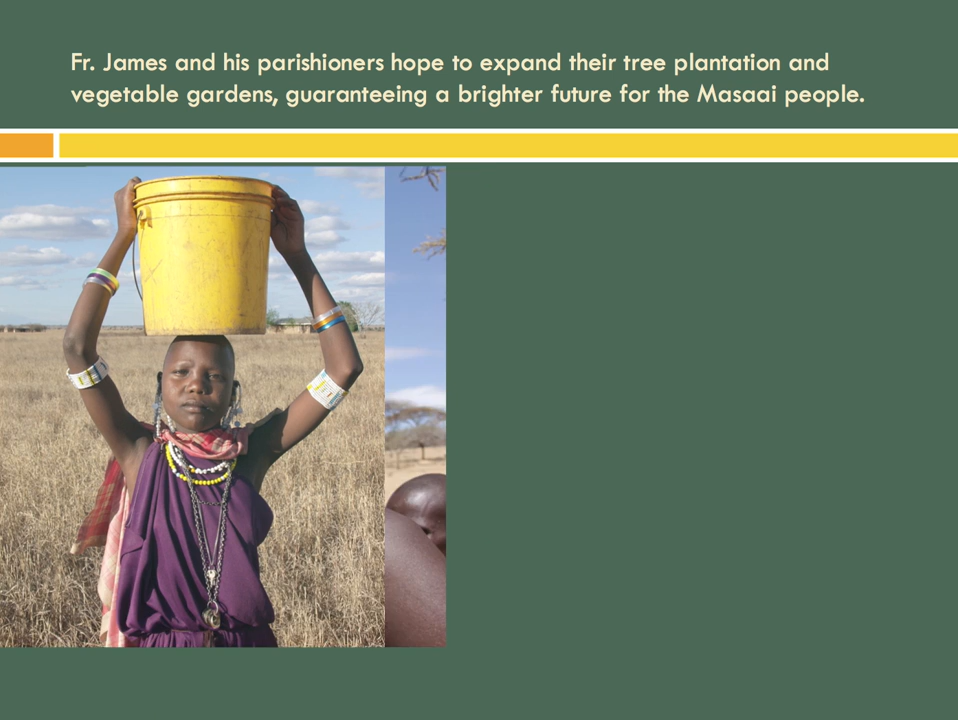 Fr. James and his parishioners hope to expand their tree plantation and
vegetable gardens, guaranteeing a brighter future for the Masaai people.